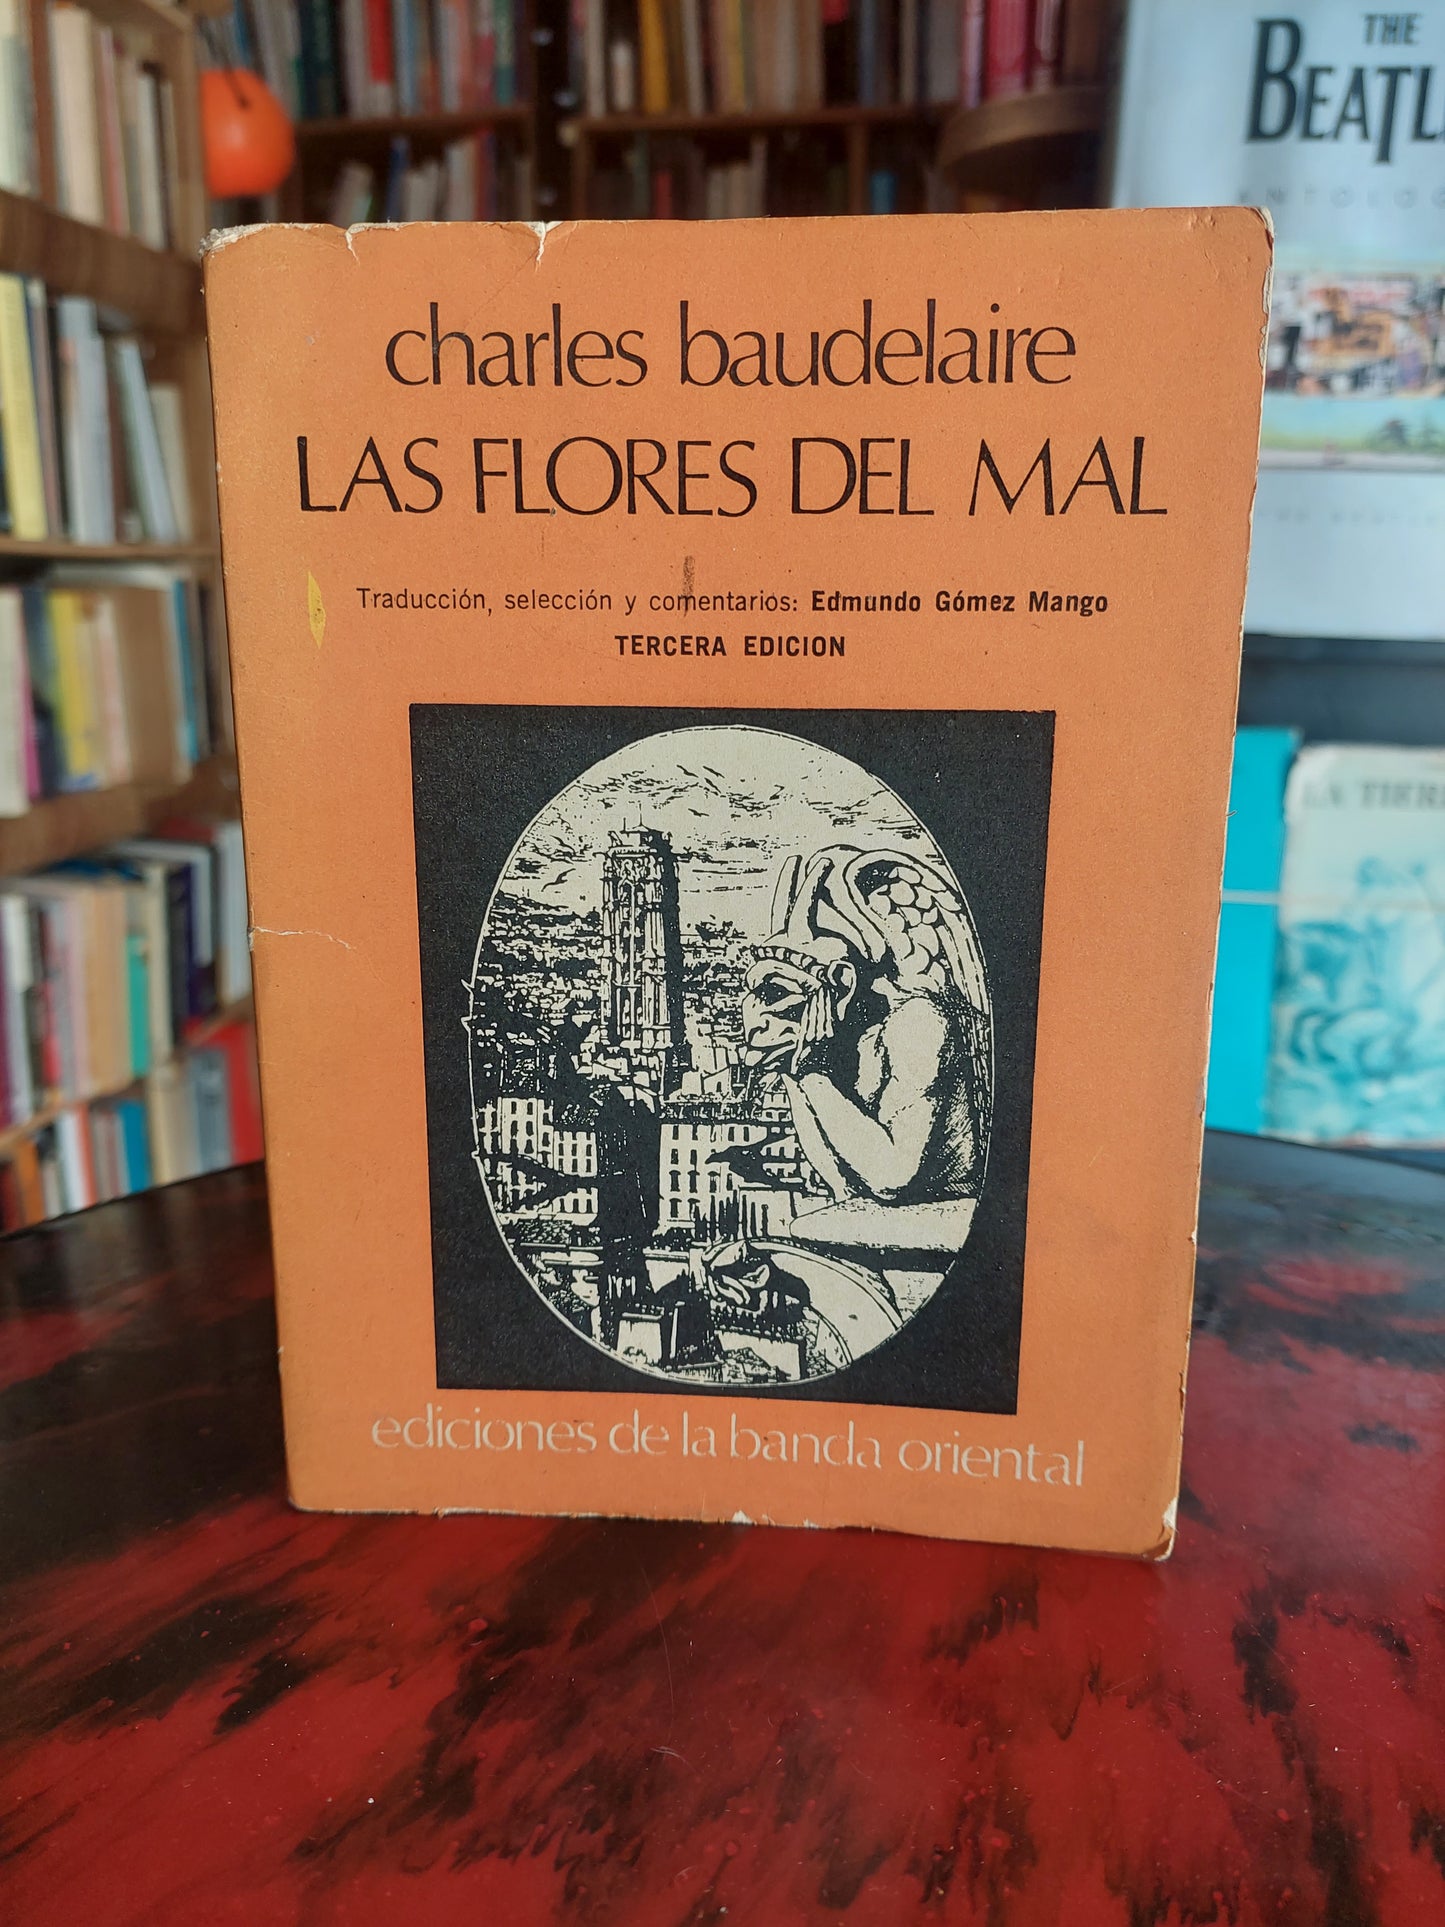 THE
charles baudelaire
LAS FLORES DEL MAL
Traducción, selección y comentarios: Edmundo Gómez Mango
TERCERA EDICION
ediciones de la banda oriental